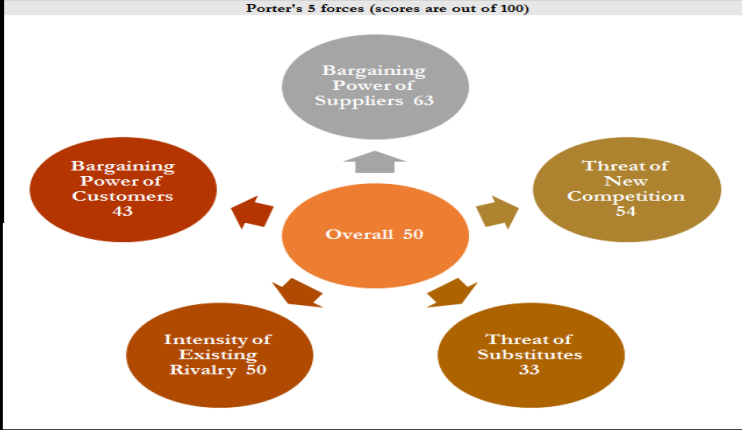 Porter's 5 forces (scores are out of 100)
Bargaining
Power of
Suppliers 63
Bargaining
Power of
Customers
43
Threat of
New
Competition
54
Overall 50
Intensity of
Existing
Rivalry 50
Threat of
Substitutes
33